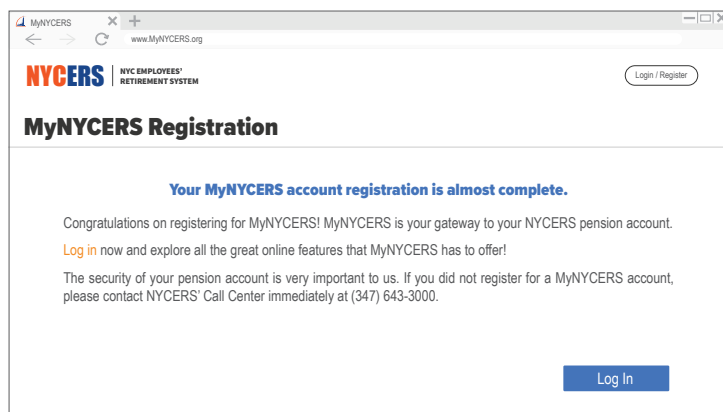 MyNYCERS
www.MyNYCERS.org
NYCERS
NYC EMPLOYEES'
RETIREMENT SYSTEM
Login / Register
MyNYCERS Registration
Your MyNYCERS account registration is almost complete.
Congratulations on registering for MyNYCERS! MyNYCERS is your gateway to your NYCERS pension account.
Log in now and explore all the great online features that MyNYCERS has to offer!
The security of your pension account is very important to us. If you did not register for a MyNYCERS account,
please contact NYCERS' Call Center immediately at (347) 643-3000.
Log In